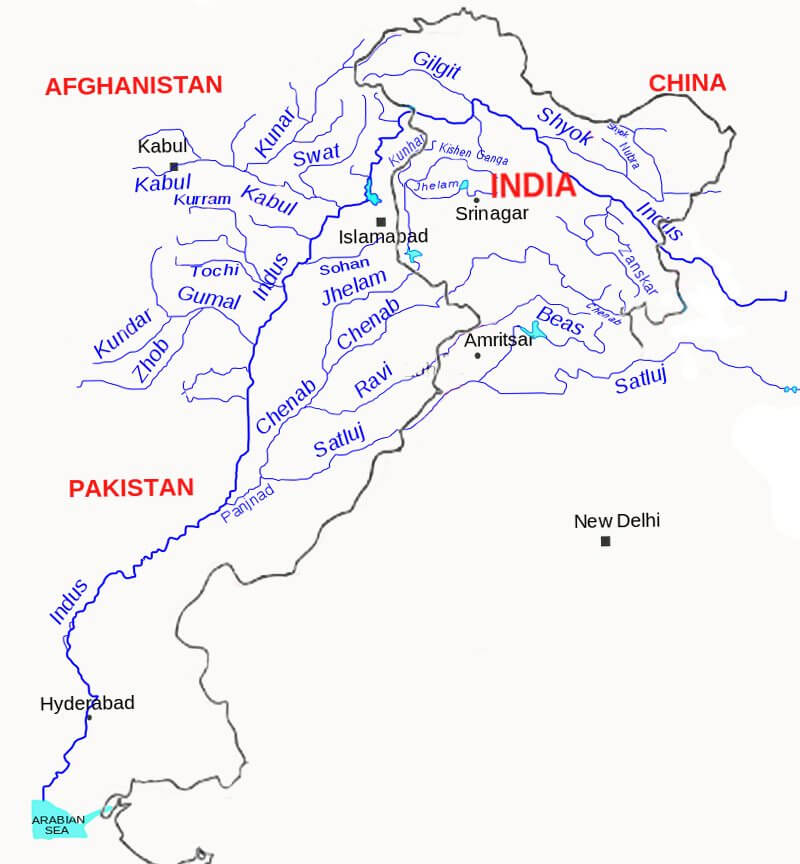 Gilgit
AFGHANISTAN
CHINA
Kunar
Shyok
Shyok
Nubra
Kabul
Swat
Kunhar
Kishen Ganga
Kabul
Kurram
Kabul
Jhelam
INDIA
Srinagar
Indus
Islamabad
Zanskar
Indus
Sohan
Tochi
Jhelam
Gumal
Chenab
Chenab
Beas
Kundar
Zhob
Amritsar
Ravi
Satluj
Chenab
Satluj
PAKISTAN
Panjnad
New Delhi
Indus
Hyderabad
ARABIAN
SEA